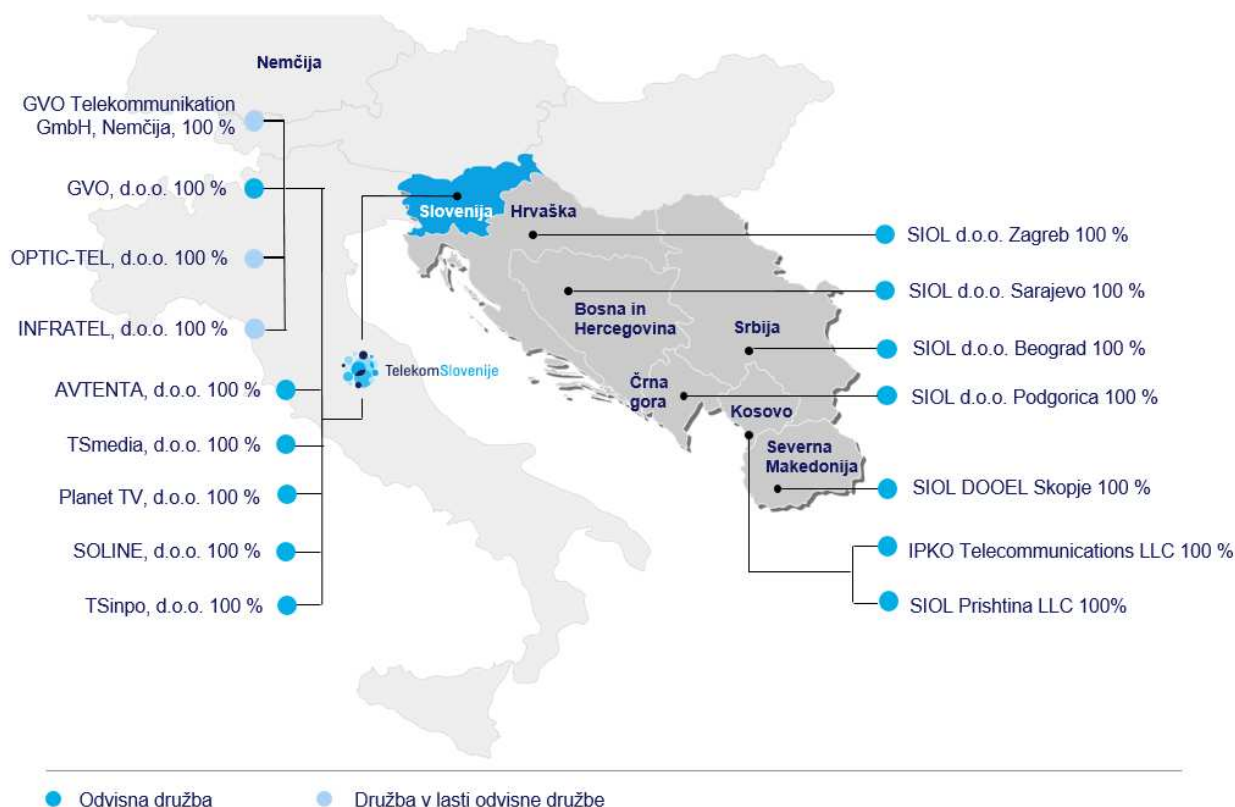 Nemčija
GVO Telekommunikation
GmbH, Nemčija, 100 %
GVO, d.o.o. 100 %
OPTIC-TEL, d.o.o. 100 %
INFRATEL, d.o.o. 100 %
AVTENTA, d.o.o. 100 %
TSmedia, d.o.o. 100 %
Planet TV, d.o.o. 100 %
SOLINE, d.o.o. 100 %
TSinpo, d.o.o. 100 %
TelekomSlovenije
Slovenija
Hrvaška
Bosna in
Hercegovina
Srbija
Črna
gora
Kosovo
Severna
Makedonija
SIOL d.o.o. Zagreb 100 %
SIOL d.o.o. Sarajevo 100 %
SIOL d.o.o. Beograd 100 %
SIOL d.o.o. Podgorica 100 %
SIOL DOOEL Skopje 100 %
IPKO Telecommunications LLC 100 %
SIOL Prishtina LLC 100%
Odvisna družba
Družba v lasti odvisne družbe